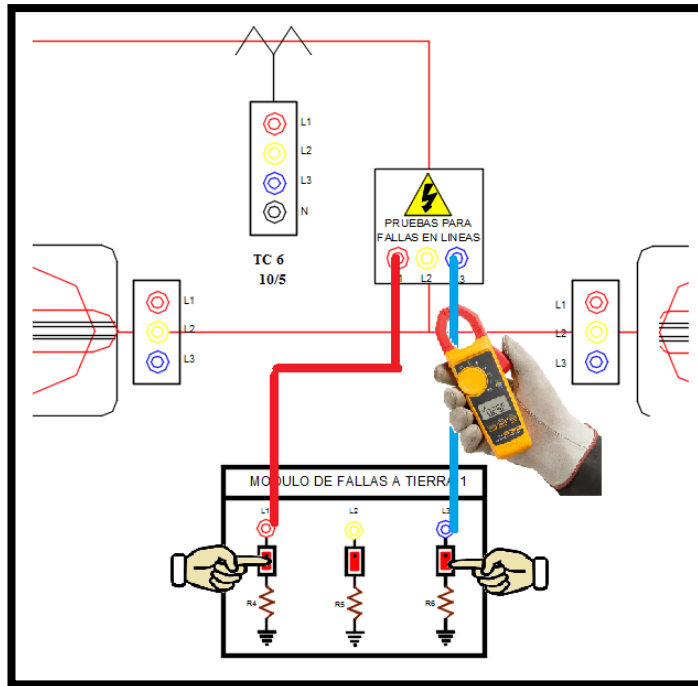 L1
L2
L3
N
TC 6
10/5
PRUEBAS PARA
FALLAS EN LINEAS
L2
L1
L2
L3
L1
L2
L3
MODULO DE FALLAS A TIERRA 1
L1
L2
L3
R4
R5
R6